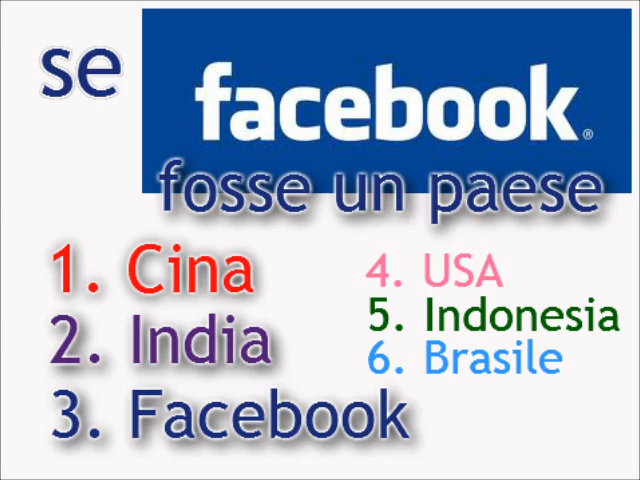 se
facebook®
fosse un paese
1. Cina
2. India
3. Facebook
4. USA
5. Indonesia
6. Brasile